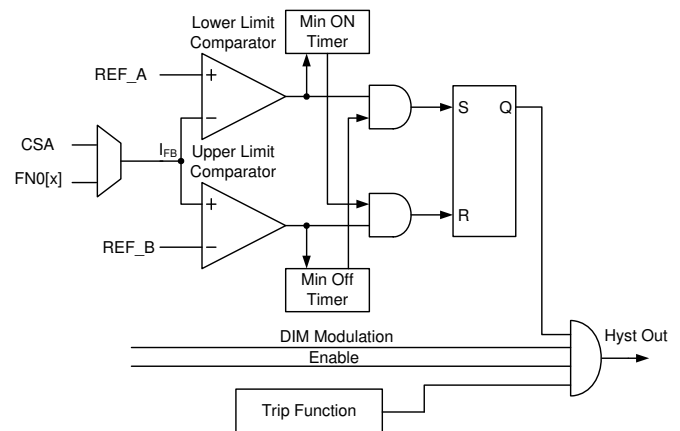 Lower Limit
Comparator
Min ON
Timer
REF_A
+
−
S
Q
CSA
FN0[x]
IFB
Upper Limit
Comparator
+
−
R
REF_B
Min Off
Timer
DIM Modulation
Enable
Hyst Out
Trip Function